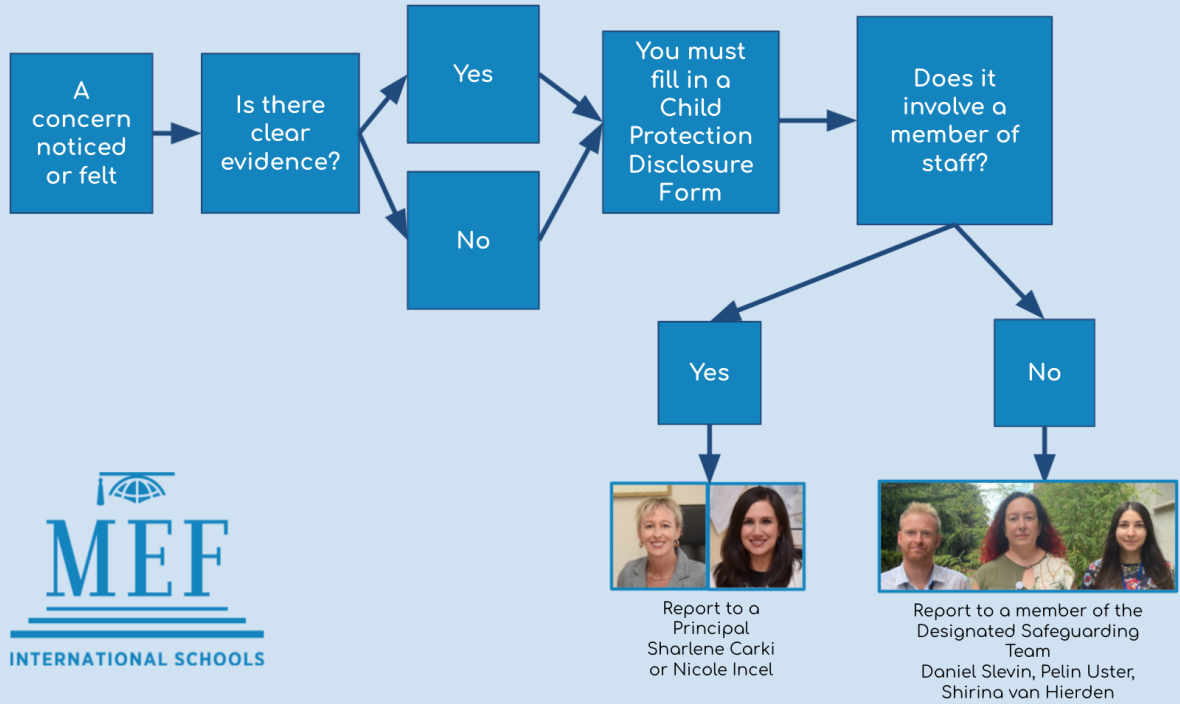 A
concern
noticed
or felt
Is there
clear
evidence?
Yes
No
You must
fill in a
Child
Protection
Disclosure
Form
Does it
involve a
member of
staff?
Yes
No
Report to a
Principal
Sharlene Carki
or Nicole Incel
Report to a member of the
Designated Safeguarding
Team
Daniel Slevin, Pelin Uster,
Shirina van Hierden
MEF
INTERNATIONAL SCHOOLS